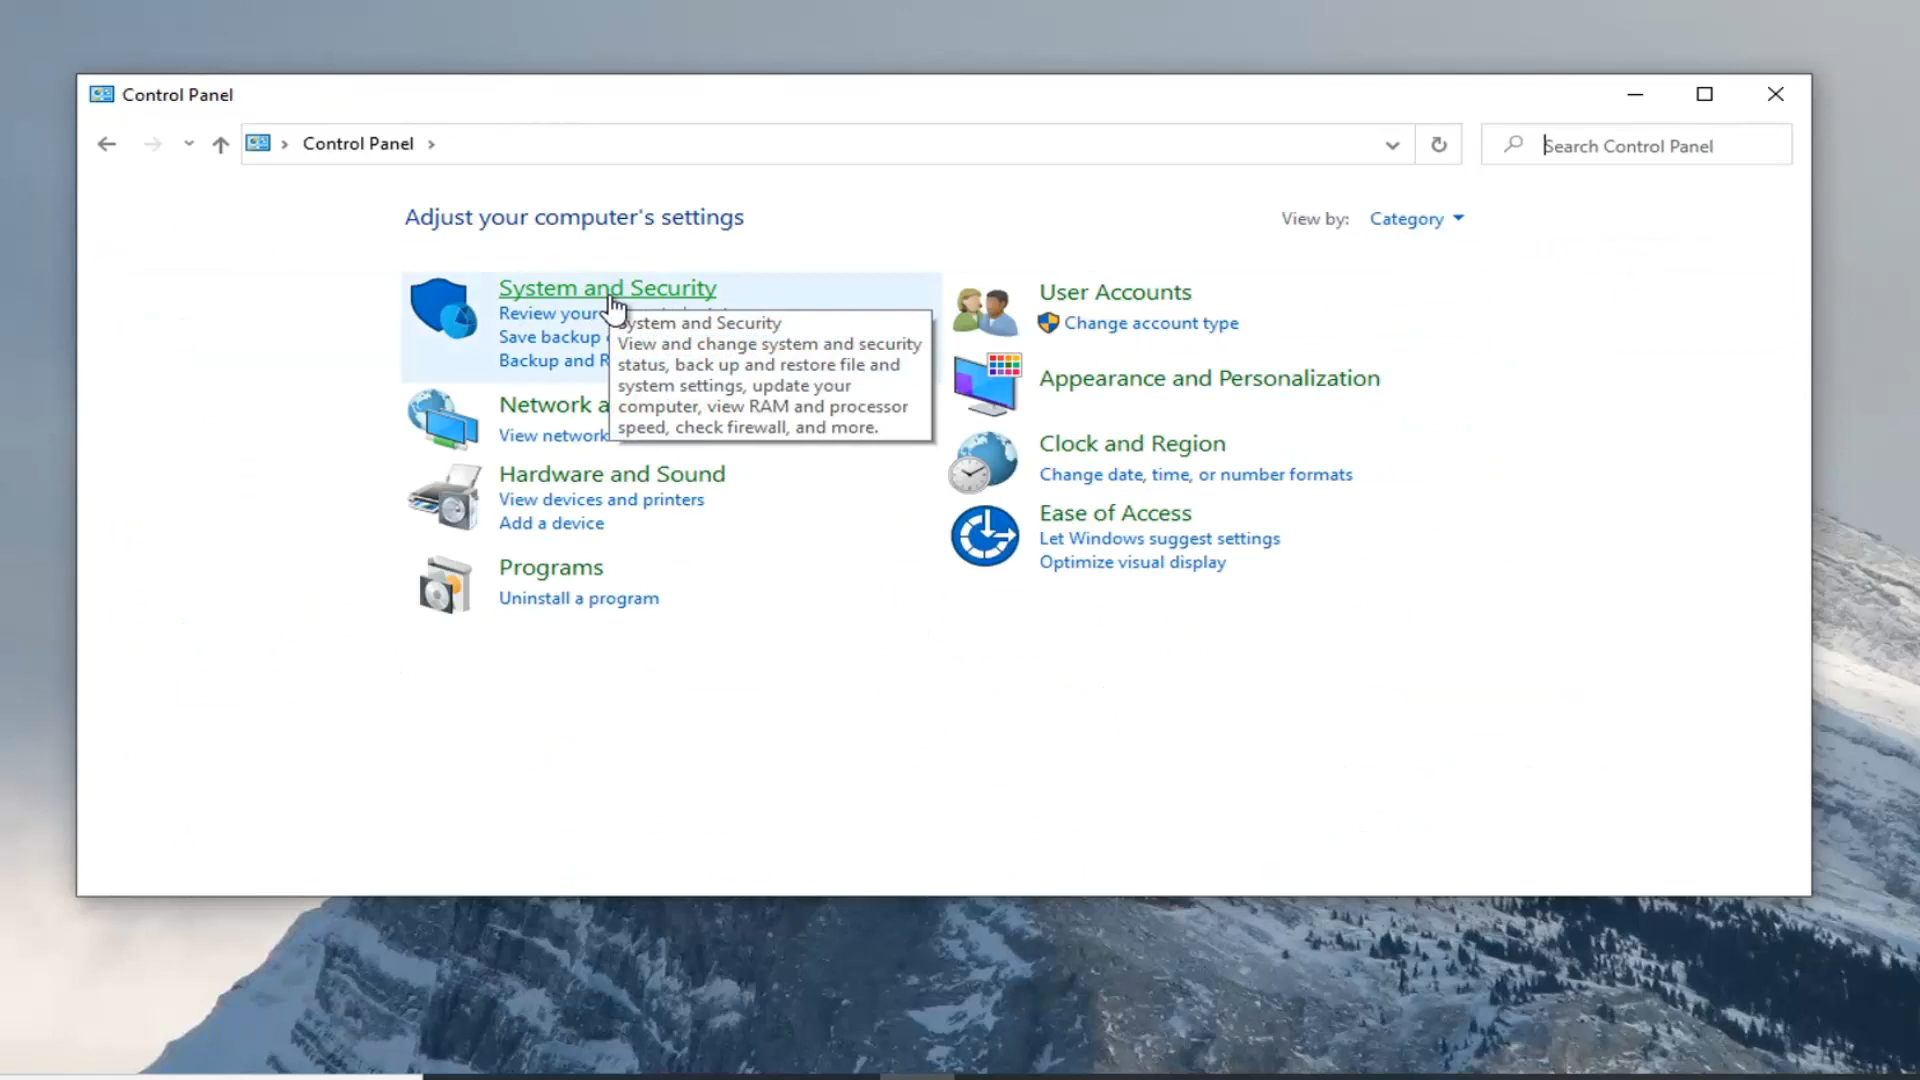 Control Panel
Control Panel
Search Control Panel
Adjust your computer's settings
View by: Category
System and Security
Review your
Save backup
Backup and R
System and Security
View and change system and security
status, back up and restore file and
system settings, update your
computer, view RAM and processor
speed, check firewall, and more.
Network a
View network
Hardware and Sound
View devices and printers
Add a device
Programs
Uninstall a program
User Accounts
Change account type
Appearance and Personalization
Clock and Region
Change date, time, or number formats
Ease of Access
Let Windows suggest settings
Optimize visual display